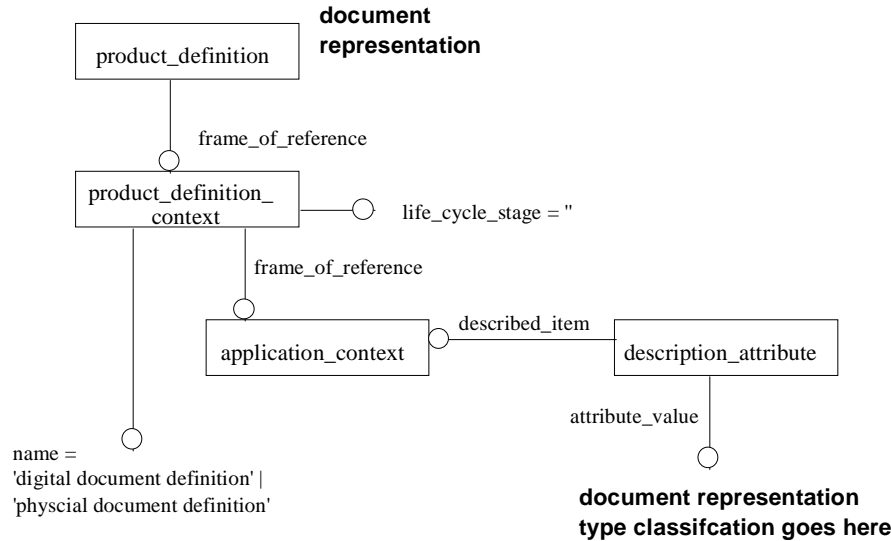 document
representation
product_definition
frame_of_reference
product_definition_
context
life_cycle_stage = ''
frame_of_reference
described_item
application_context
description_attribute
attribute_value
name =
'digital document definition' |
'physcial document definition'
document representation
type classifcation goes here